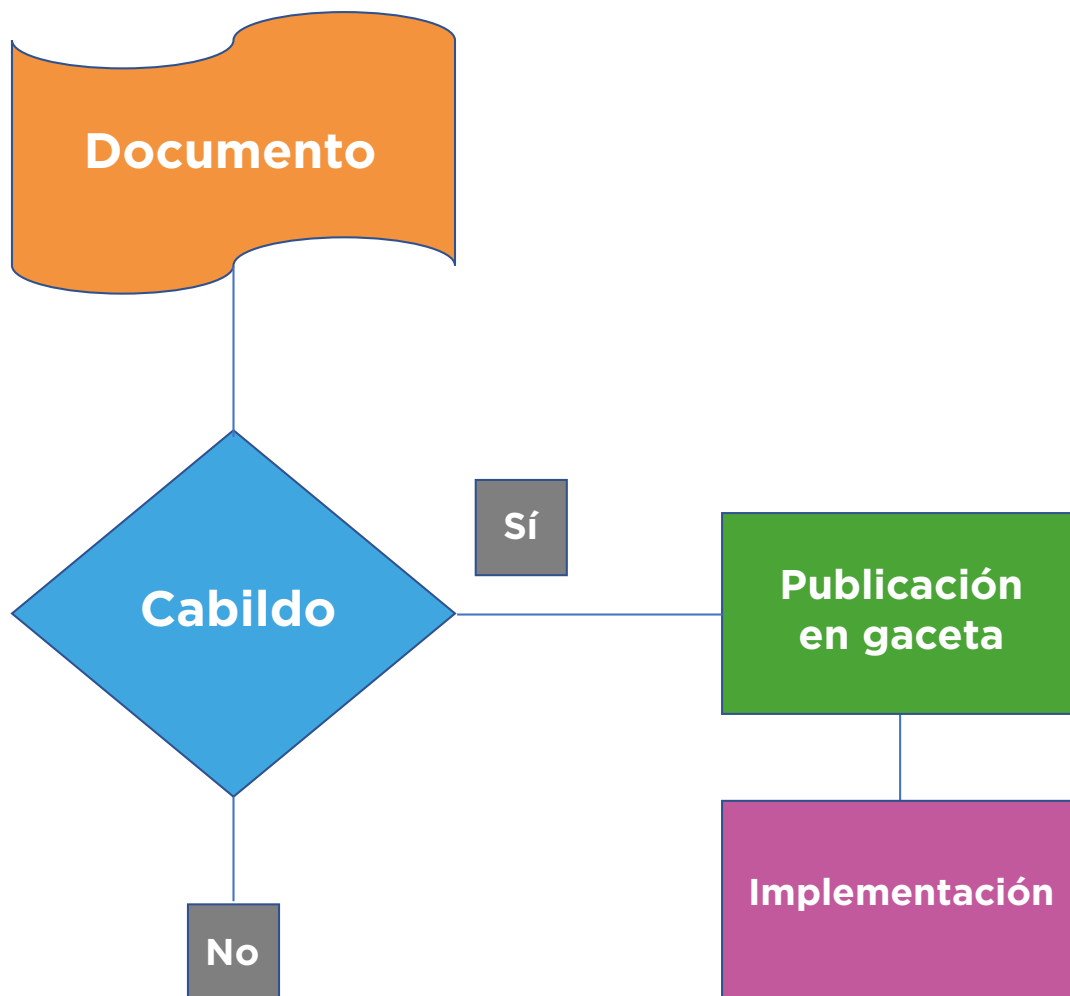 Documento
Sí
Cabildo
Publicación
en gaceta
Implementación
No